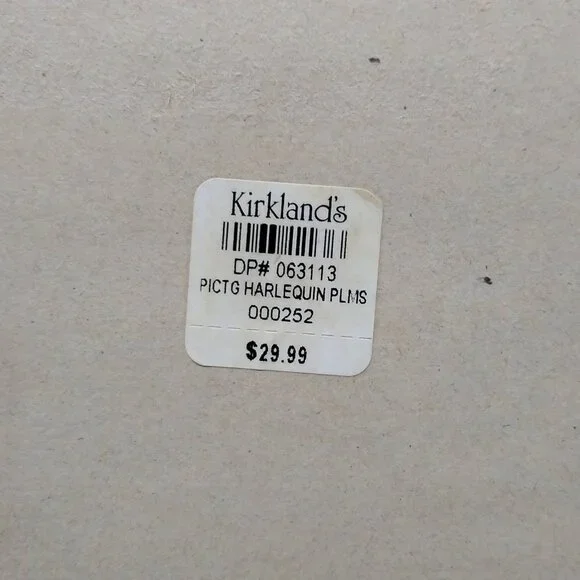 Kirkland's
DP# 063113
PICTG HARLEQUIN PLMS
000252
$29.99